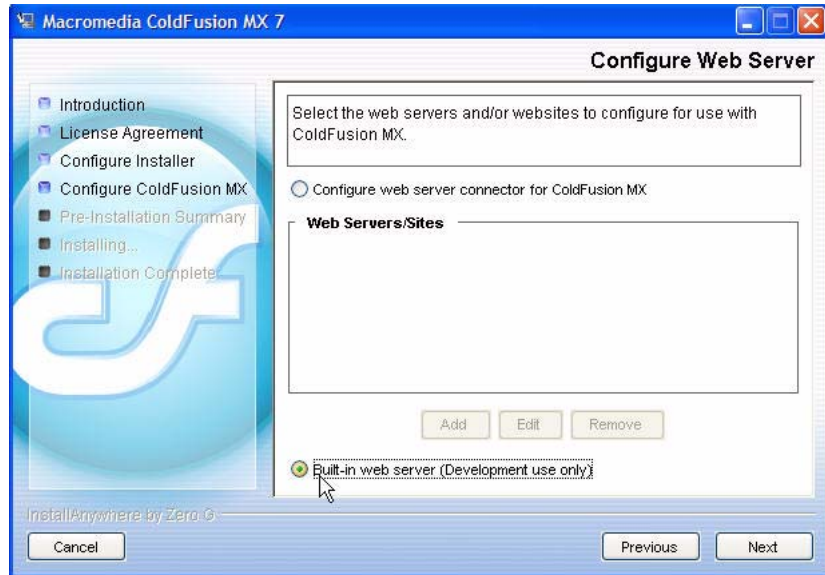 Macromedia ColdFusion MX 7
Configure Web Server
Introduction
License Agreement
Configure Installer
Configure ColdFusion MX
Pre-Installation Summary
Installing...
Installation Complete
Select the web servers and/or websites to configure for use with
ColdFusion MX.
Configure web server connector for ColdFusion MX
Web Servers/Sites
Add Edit Remove
Built-in web server (Development use only)
InstallAnywhere by Zero G
Cancel Previous Next